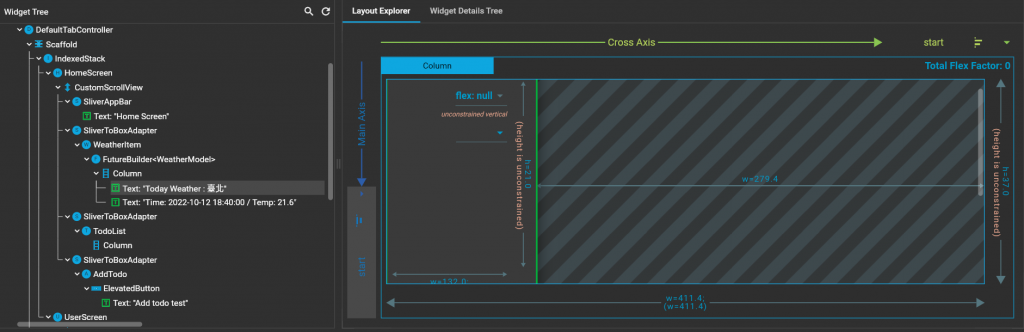 Widget Tree
DefaultTabController
Scaffold
IndexedStack
HomeScreen
CustomScrollView
SliverAppBar
Text: "Home Screen"
SliverToBoxAdapter
WeatherItem
FutureBuilder<WeatherModel>
Column
Text: "Today Weather : 臺北"
Text: "Time: 2022-10-12 18:40:00 / Temp: 21.6"
SliverToBoxAdapter
TodoList
Column
SliverToBoxAdapter
AddTodo
ElevatedButton
Text: "Add todo test"
UserScreen
Layout Explorer
Widget Details Tree
Cross Axis
start
Main Axis
start
Column
Total Flex Factor: 0
flex: null
unconstrained vertical
h=21.0
(height is unconstrained)
w=132.0
w=279.4
h=37.0
(height is unconstrained)
w=411.4;
(w=411.4)